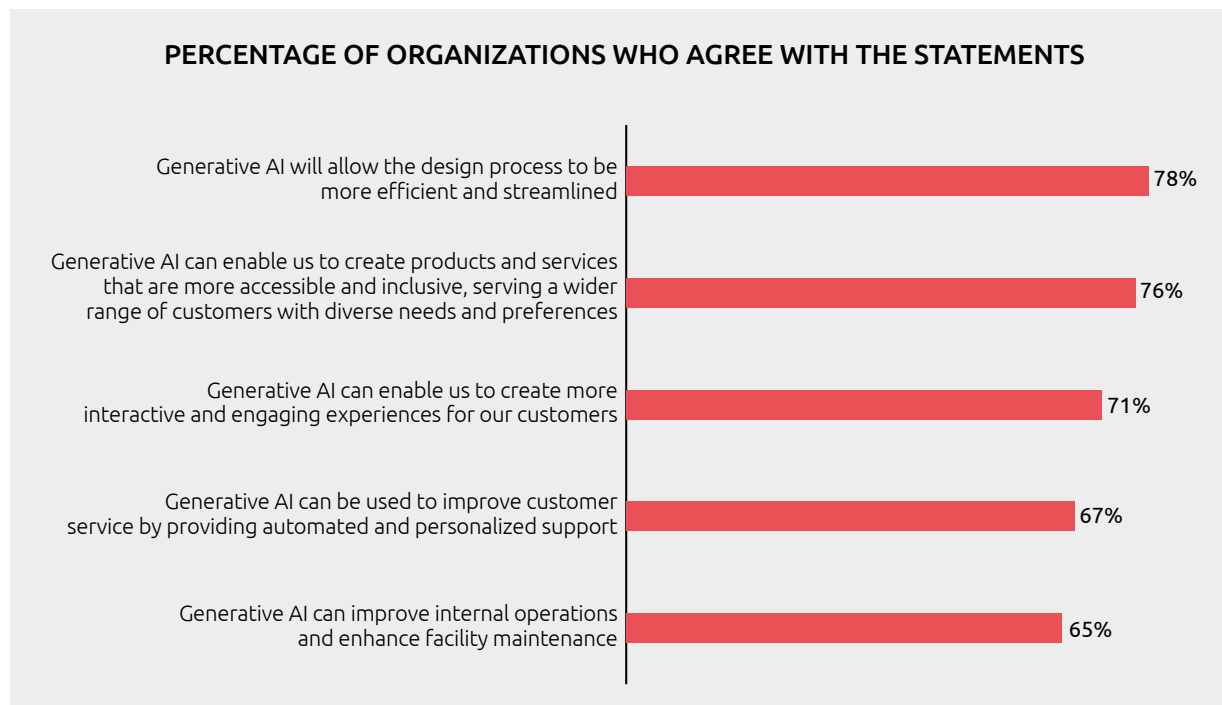 PERCENTAGE OF ORGANIZATIONS WHO AGREE WITH THE STATEMENTS
Generative AI will allow the design process to be
more efficient and streamlined
78%
Generative AI can enable us to create products and services
that are more accessible and inclusive, serving a wider
range of customers with diverse needs and preferences
76%
Generative AI can enable us to create more
interactive and engaging experiences for our customers
71%
Generative AI can be used to improve customer
service by providing automated and personalized support
67%
Generative AI can improve internal operations
and enhance facility maintenance
65%